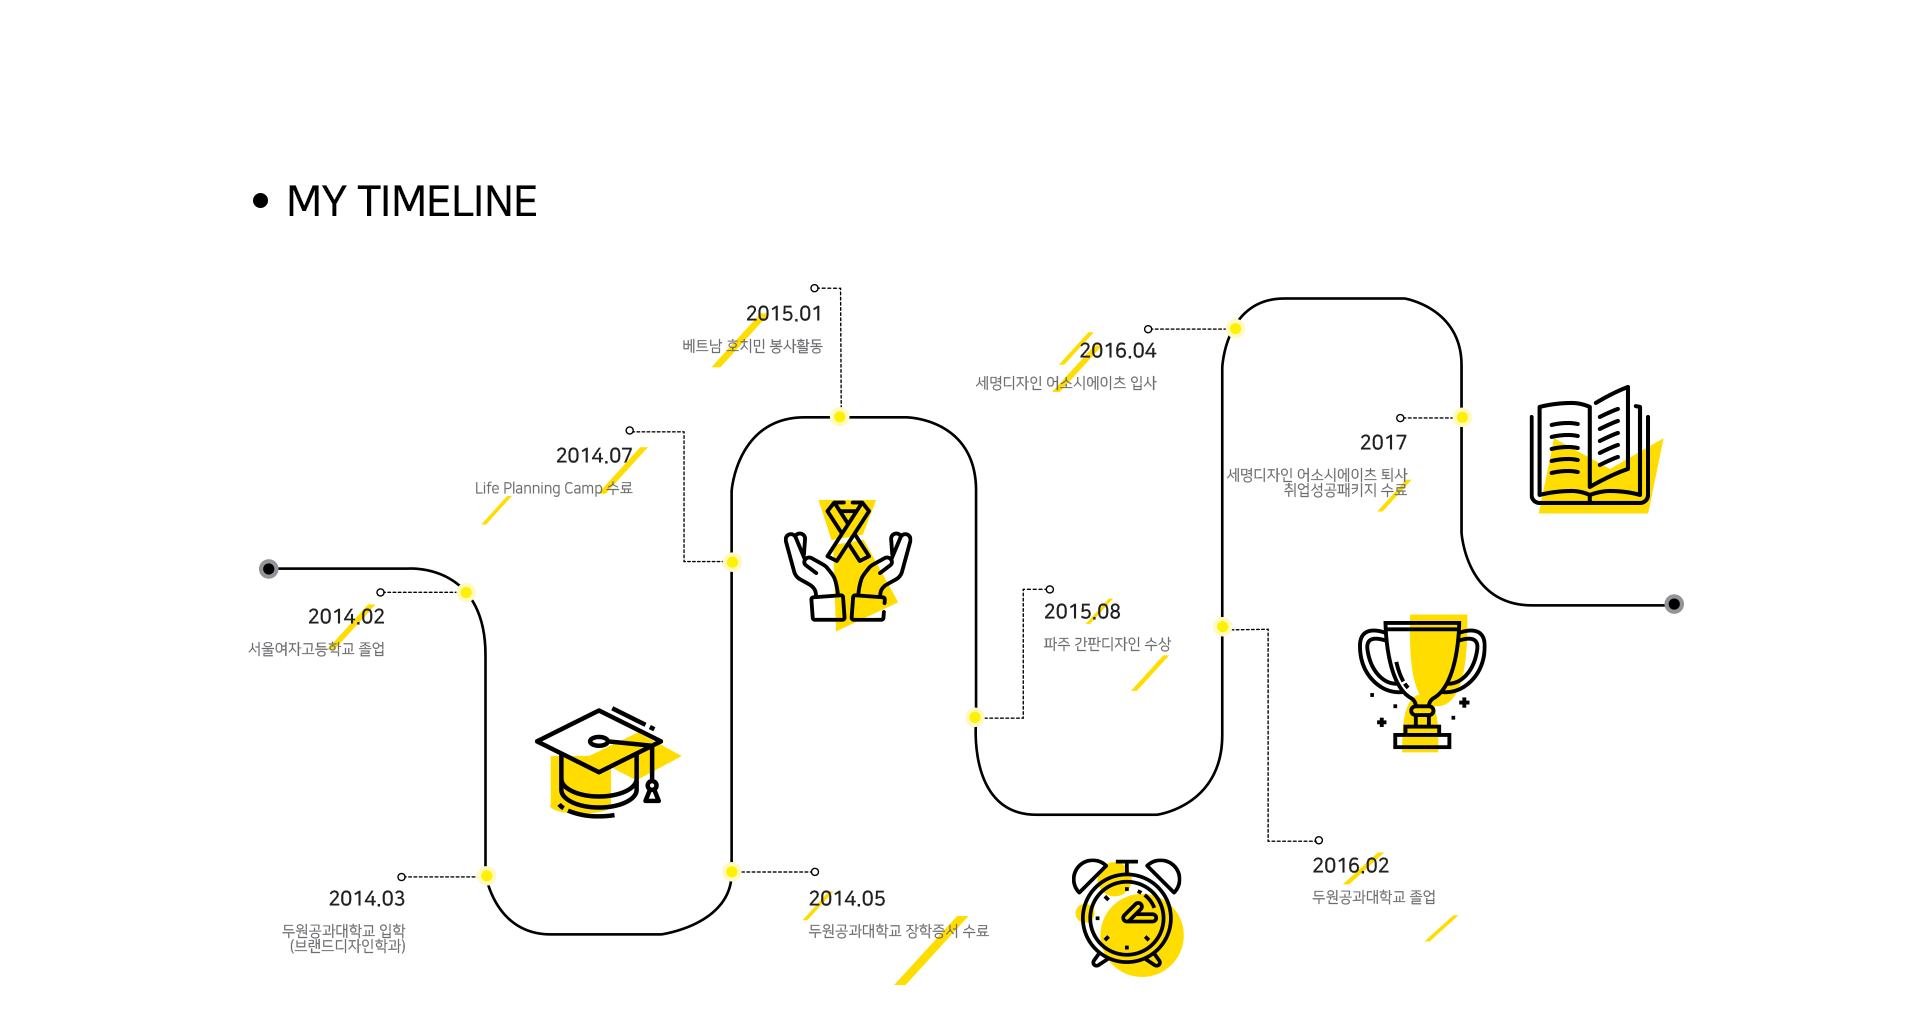 MY TIMELINE
2014.02
서울여자고등학교 졸업
2014.03
두원공과대학교 입학
(브랜드디자인학과)
2014.05
두원공과대학교 장학증서 수료
2014.07
Life Planning Camp 수료
2015.01
베트남 호치민 봉사활동
2015.08
파주 간판디자인 수상
2016.02
두원공과대학교 졸업
2016.04
세명디자인 어소시에이츠 입사
2017
세명디자인 어소시에이츠 퇴사
취업성공패키지 수료